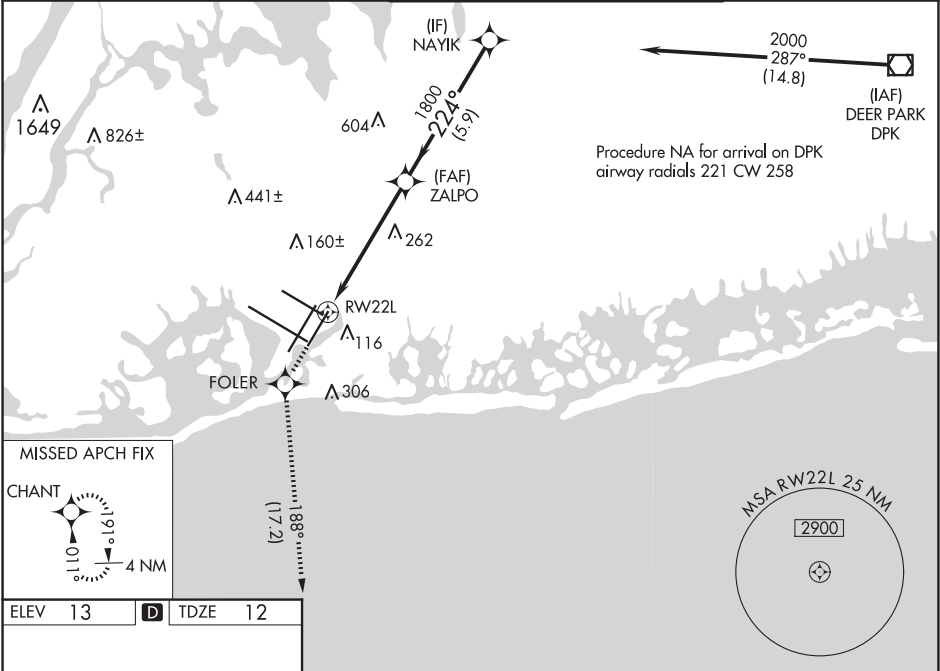 (IF)
NAYIK
2000
287°
(14.8)
(IAF)
DEER PARK
DPK
1800
224°
(5.9)
1649
826±
604
Procedure NA for arrival on DPK
airway radials 221 CW 258
(FAF)
ZALPO
441±
160±
262
RW22L
116
FOLER
306
188°
(17.2)
MISSED APCH FIX
CHANT
191°
011°
4 NM
MSA RW22L 25 NM
2900
ELEV 13 D TDZE 12